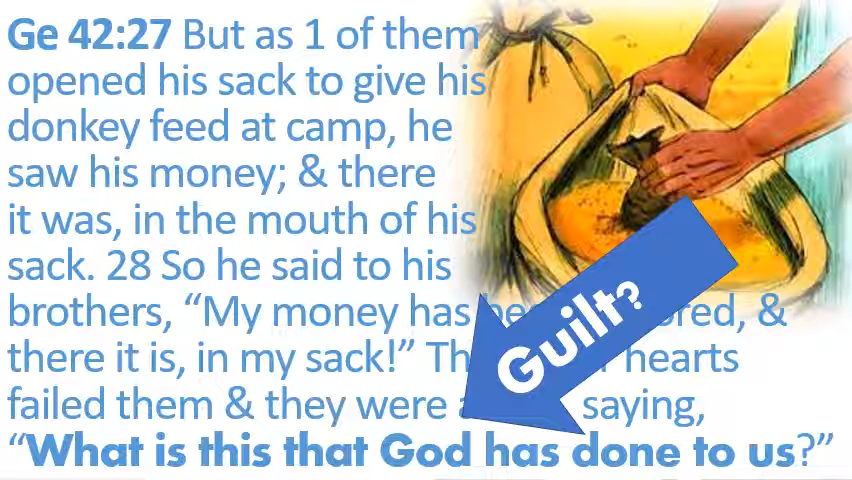 Ge 42:27 But as 1 of them
opened his sack to give his
donkey feed at camp, he
saw his money; & there
it was, in the mouth of his
sack. 28 So he said to his
brothers, “My money has ored, &
there it is, in my sack!” hearts
failed them & they were saying,
“What is this that God has done to us?”
Guilt?